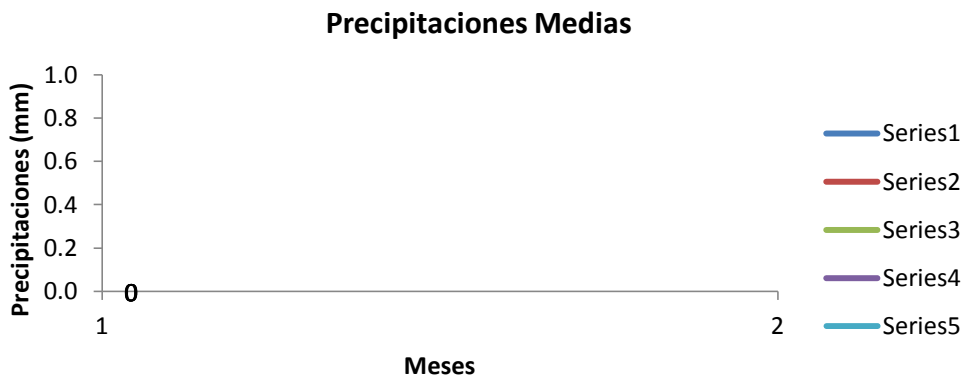 Precipitaciones Medias
Precipitaciones (mm)
1.0
0.8
0.6
0.4
0.2
0.0
0
1
2
Meses
Series1
Series2
Series3
Series4
Series5